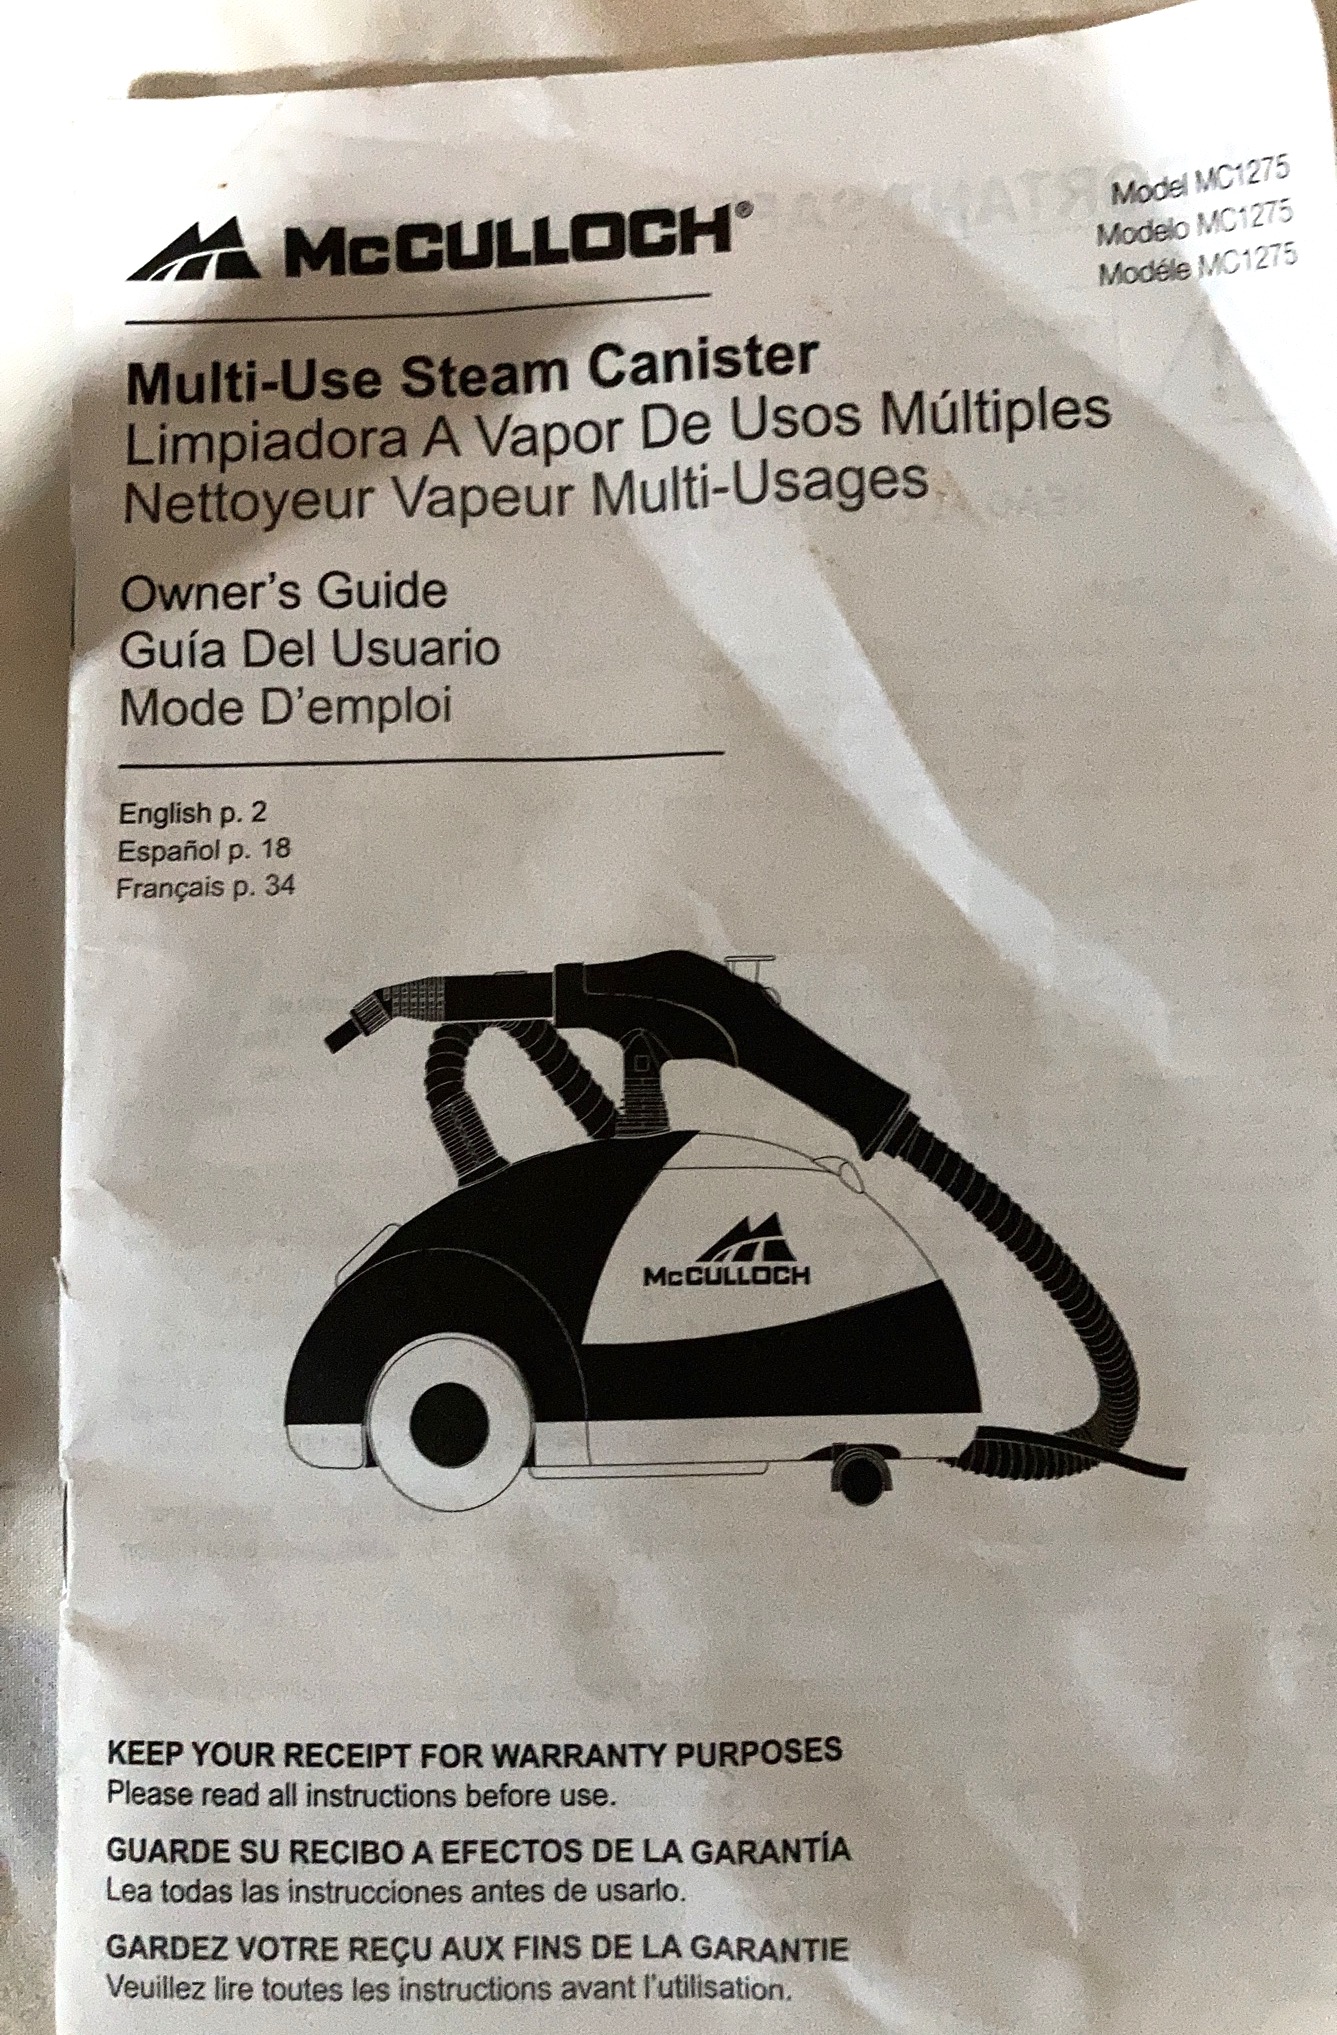 McCULLOCH®
Model MC1275
Modelo MC1275
Modéle MC1275
Multi-Use Steam Canister
Limpiadora A Vapor De Usos Múltiples
Nettoyeur Vapeur Multi-Usages
Owner's Guide
Guía Del Usuario
Mode D'emploi
English p. 2
Español p. 18
Français p. 34
McCULLOCH
KEEP YOUR RECEIPT FOR WARRANTY PURPOSES
Please read all instructions before use.
GUARDE SU RECIBO A EFECTOS DE LA GARANTÍA
Lea todas las instrucciones antes de usarlo.
GARDEZ VOTRE REÇU AUX FINS DE LA GARANTIE
Veuillez lire toutes les instructions avant l'utilisation.